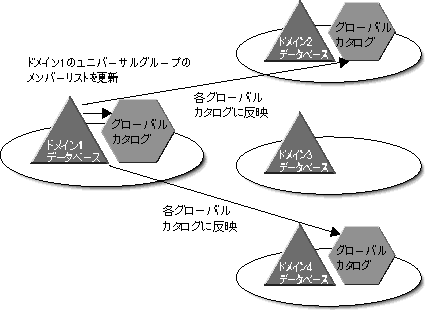 ドメイン1のユニバーサルグループの
メンバーリストを更新
ドメイン2
データベース
グローバル
カタログ
各グローバル
カタログに反映
ドメイン1
データベース
グローバル
カタログ
ドメイン3
データベース
各グローバル
カタログに反映
ドメイン4
データベース
グローバル
カタログ